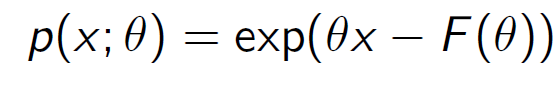 p(x; θ) = exp(θx − F(θ))